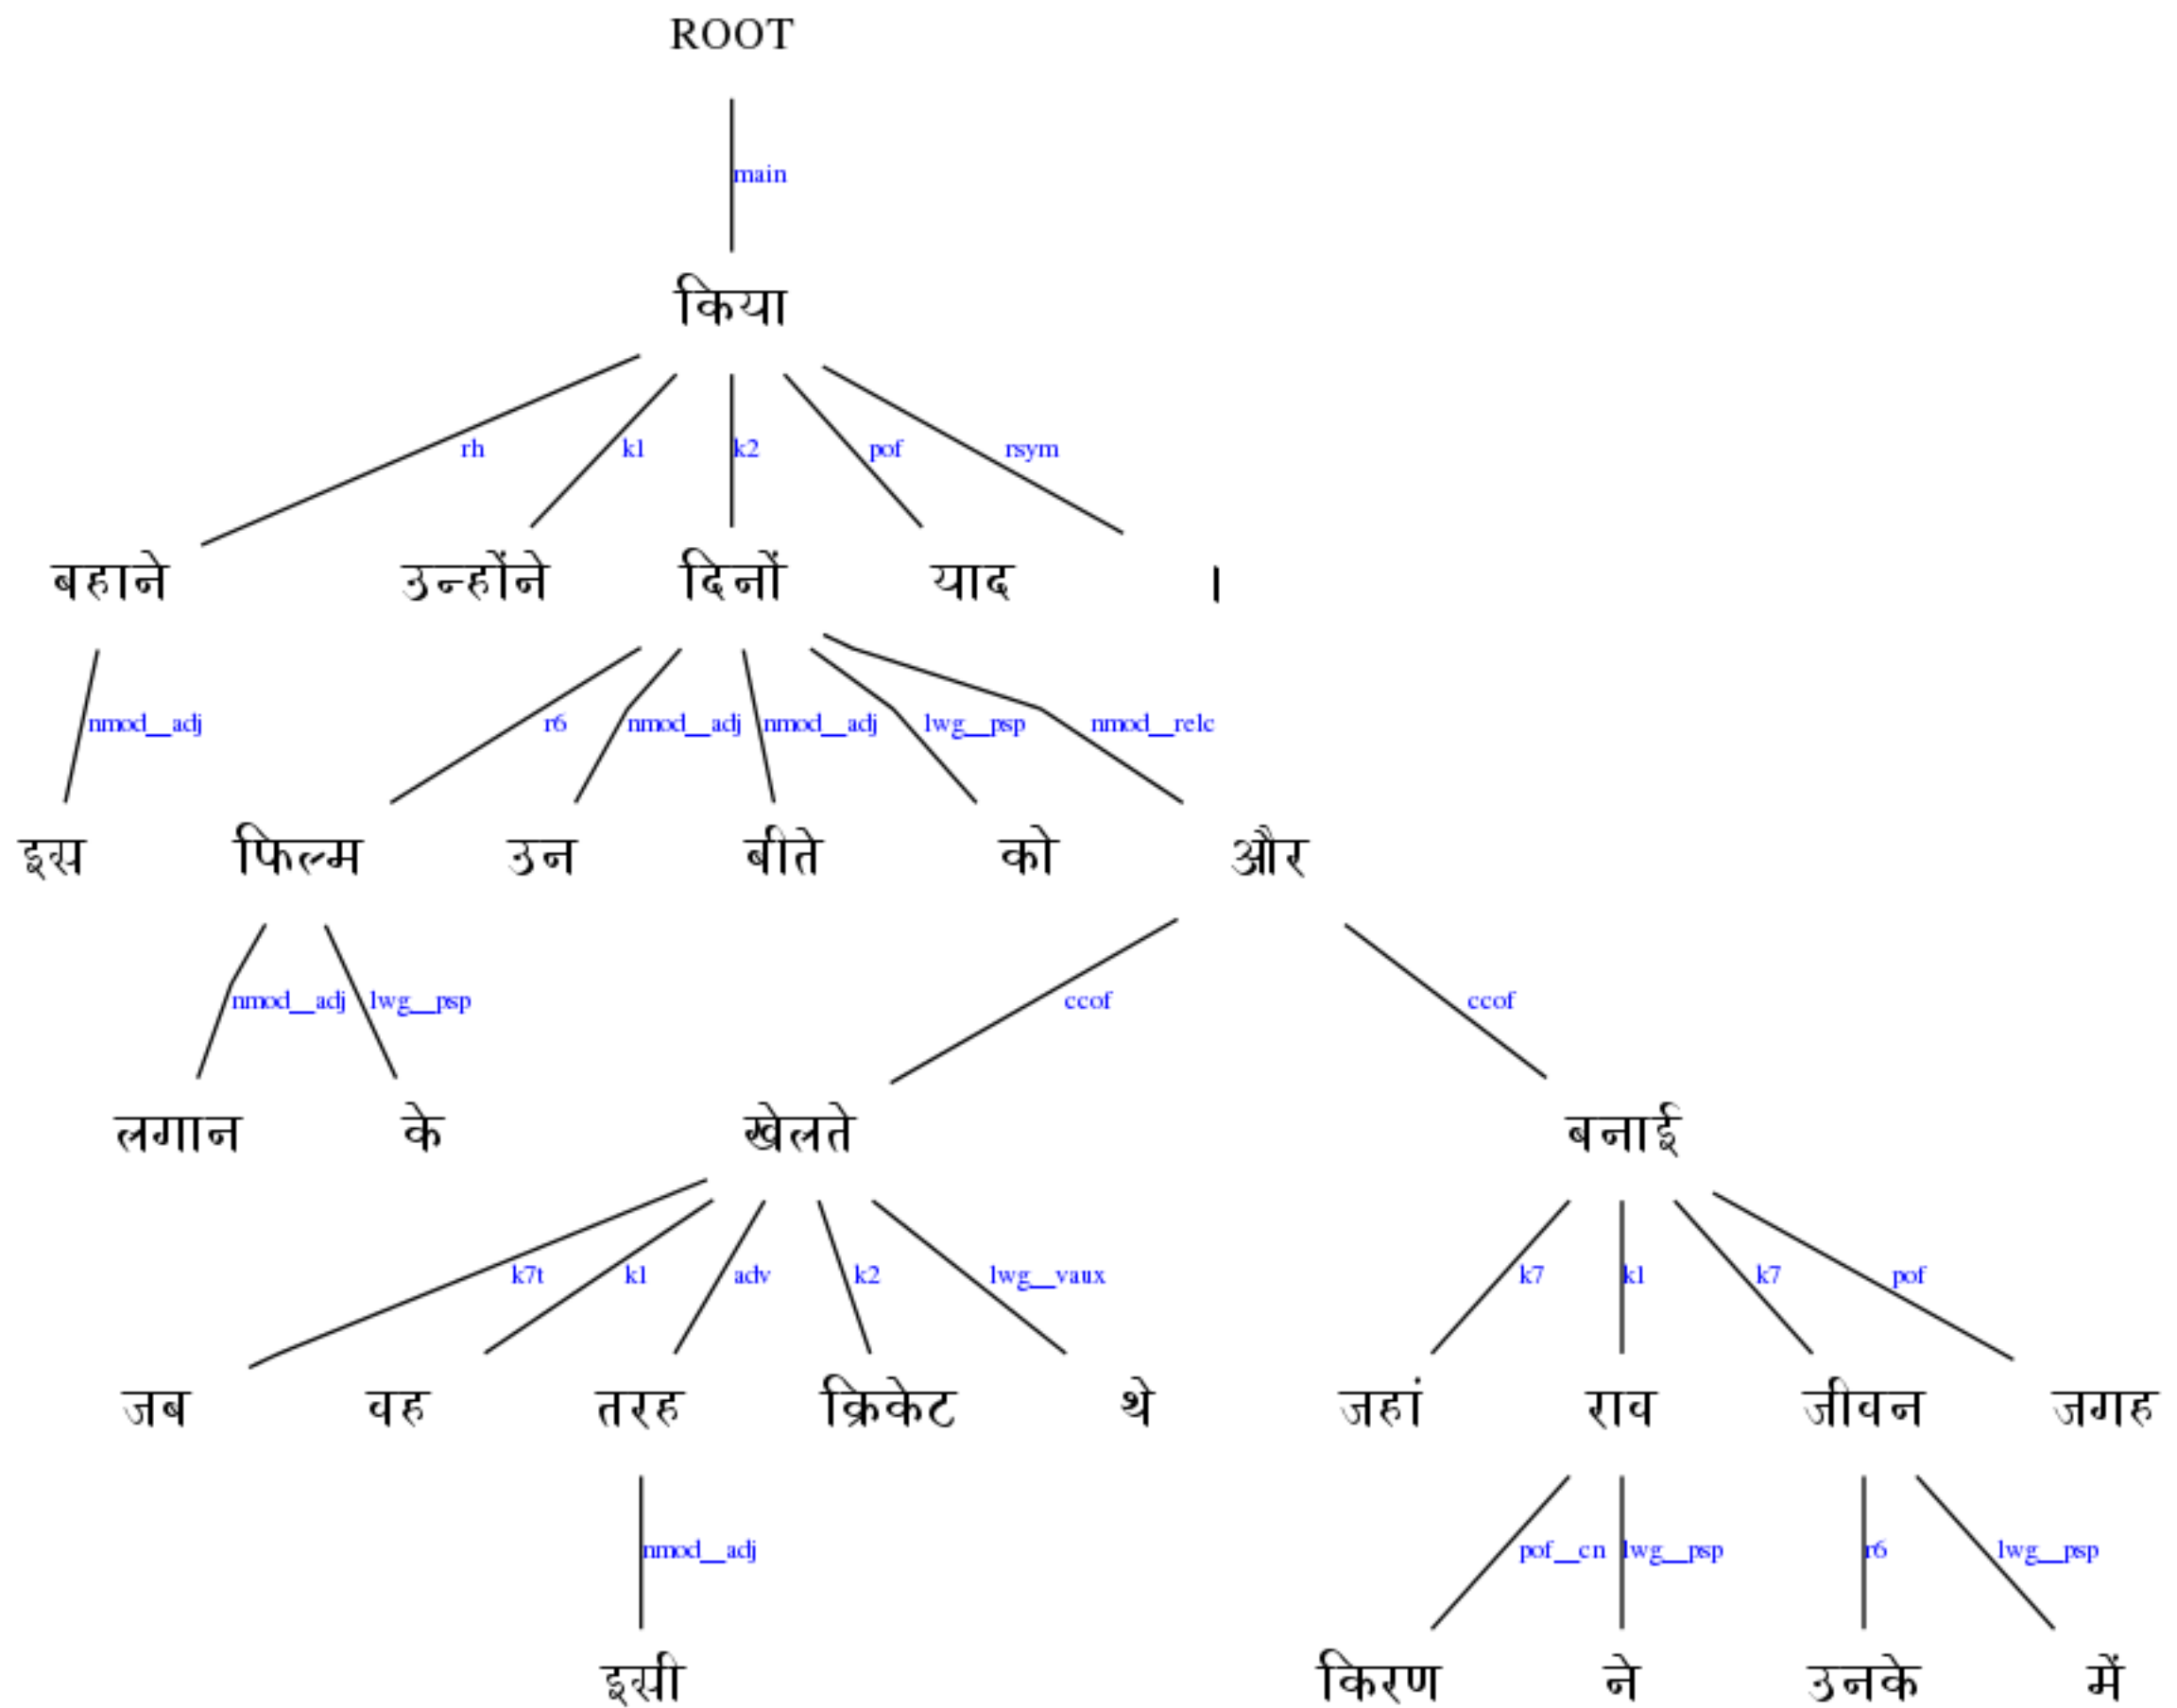 ROOT
main
किया
rh k1 k2 pof rsym
बहाने उन्होंने दिनों याद ।
nmod__adj r6 nmod__adj nmod__adj lwg__psp nmod__relc
इस फिल्म उन बीते को और
nmod__adj lwg__psp ccof ccof
लगान के खेलते बनाई
k7t k1 adv k2 lwg__vaux k7 k1 k7 pof
जब वह तरह क्रिकेट थे जहां राव जीवन जगह
nmod__adj pof__cn lwg__psp r6 lwg__psp
इसी किरण ने उनके में